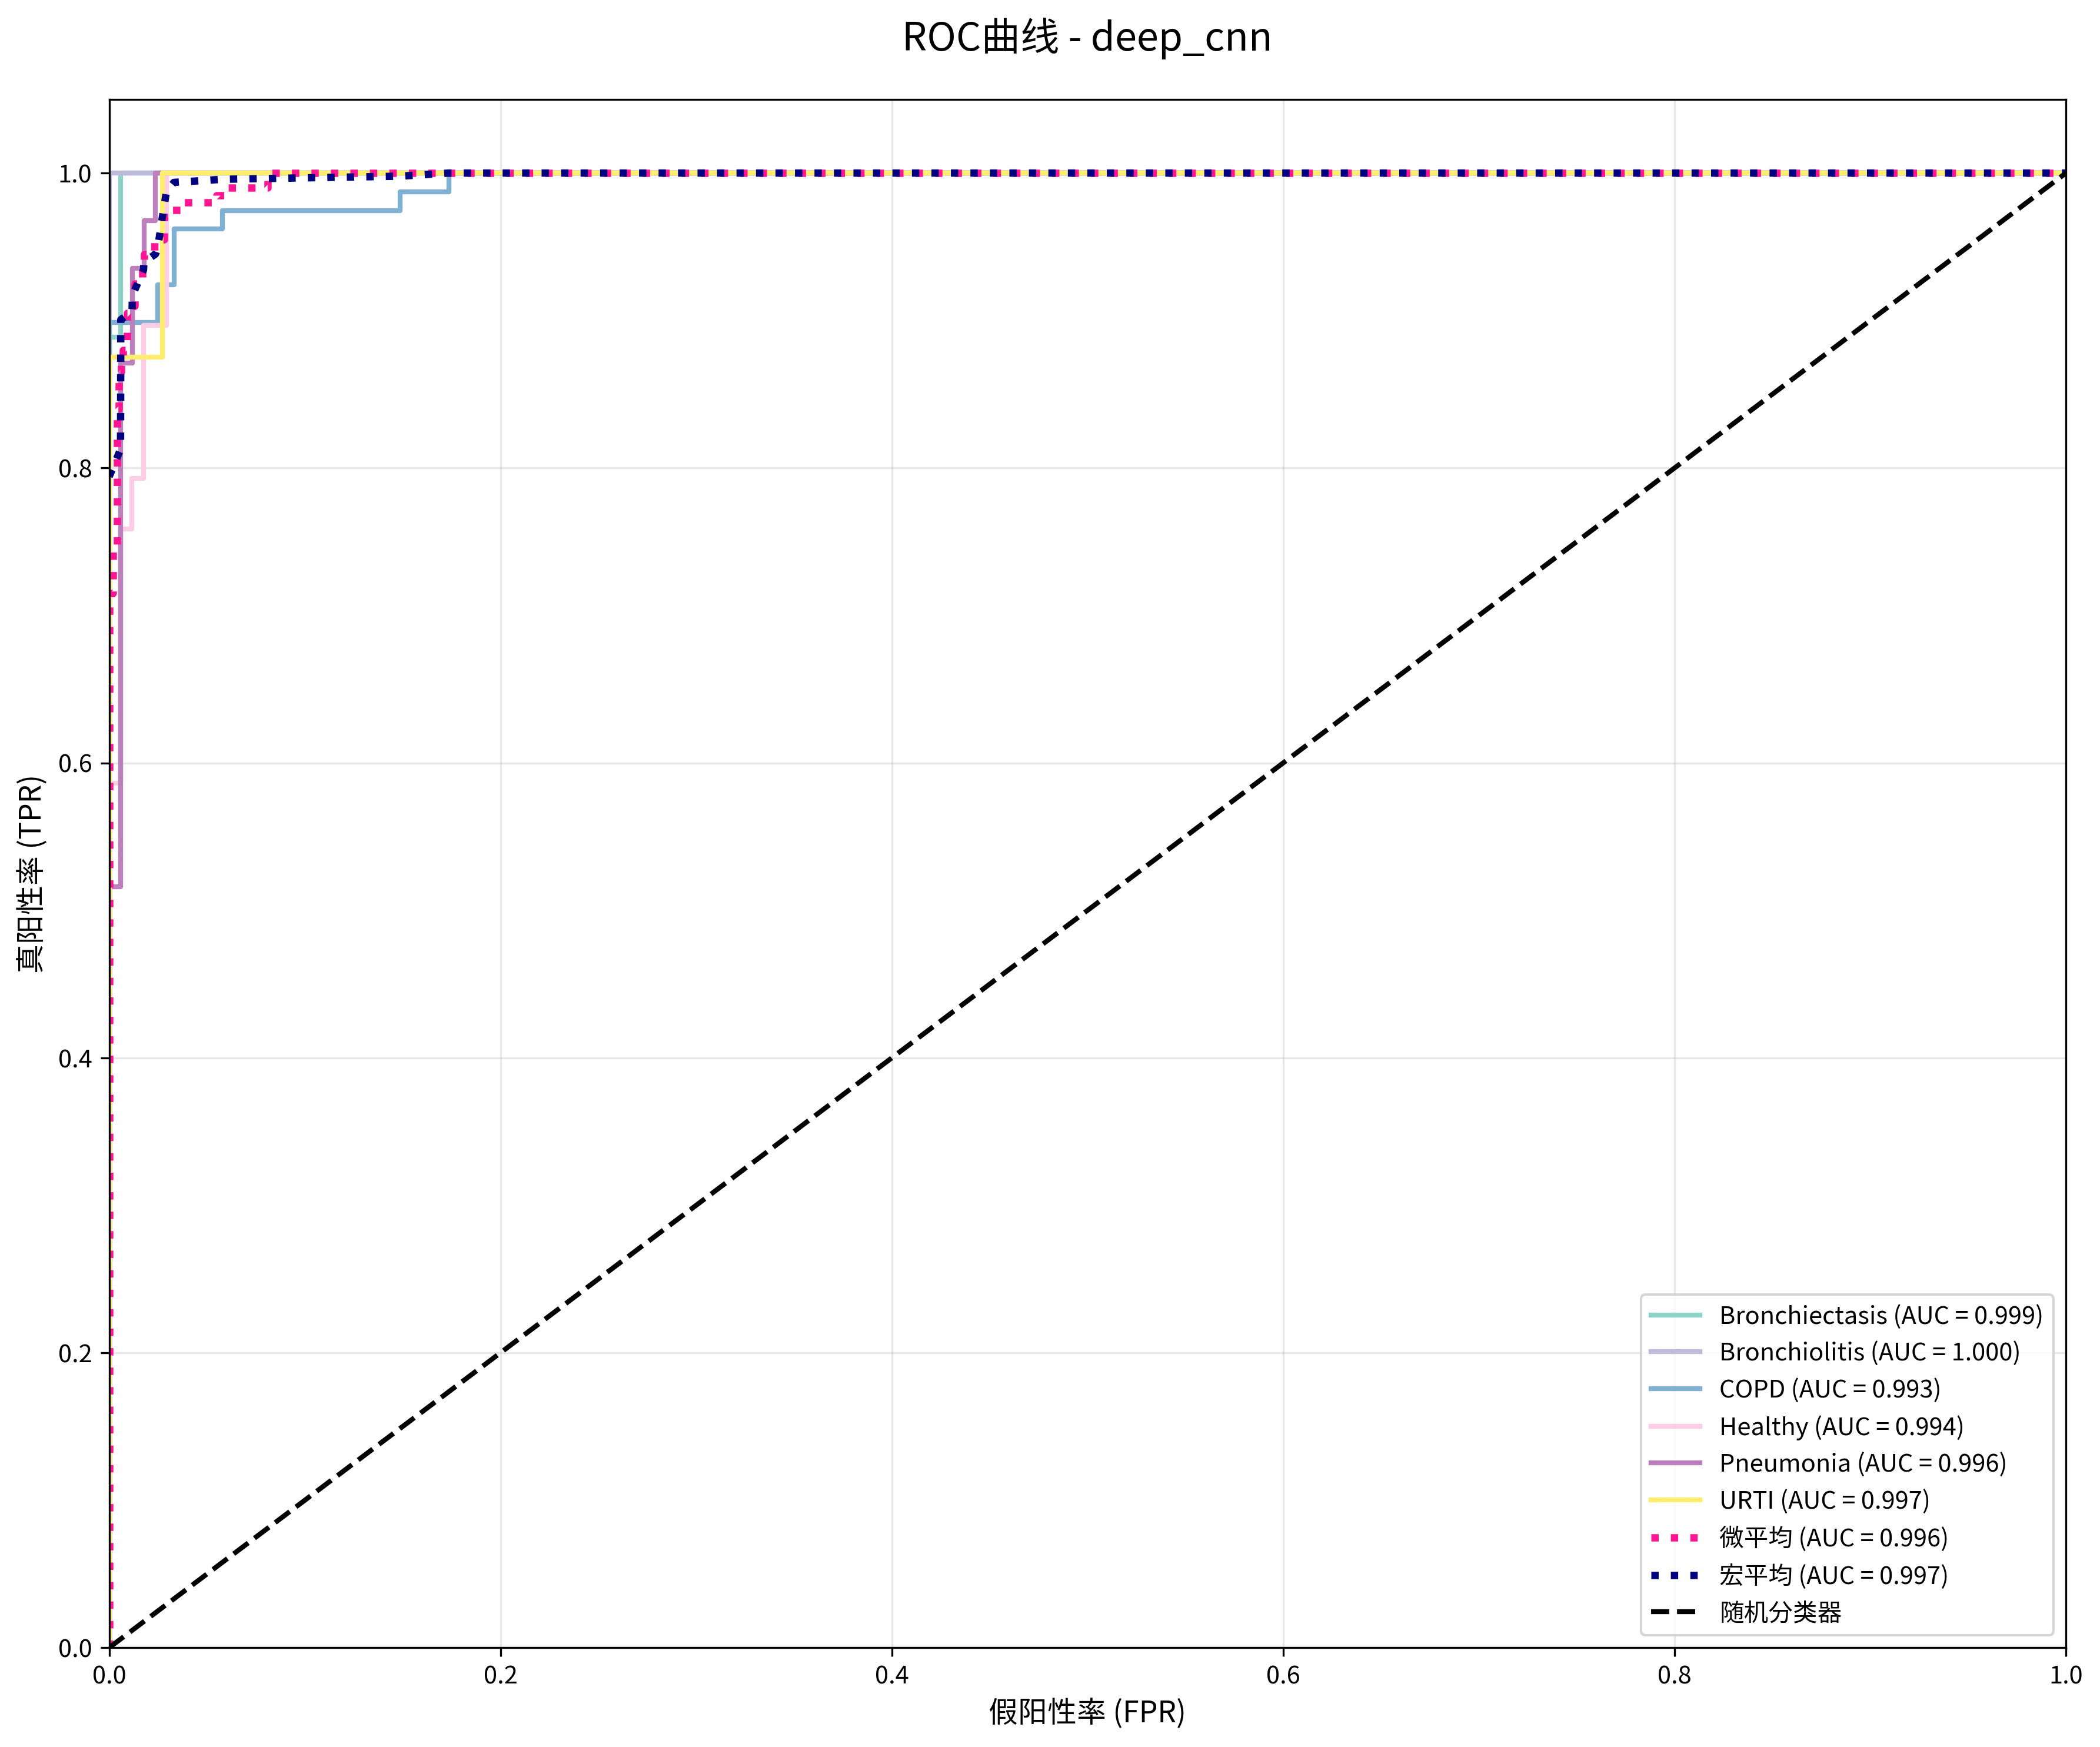 ROC曲线 - deep_cnn
真阳性率 (TPR)
1.0
0.8
0.6
0.4
0.2
0.0
0.0 0.2 0.4 0.6 0.8 1.0
假阳性率 (FPR)
Bronchiectasis (AUC = 0.999)
Bronchiolitis (AUC = 1.000)
COPD (AUC = 0.993)
Healthy (AUC = 0.994)
Pneumonia (AUC = 0.996)
URTI (AUC = 0.997)
微平均 (AUC = 0.996)
宏平均 (AUC = 0.997)
随机分类器